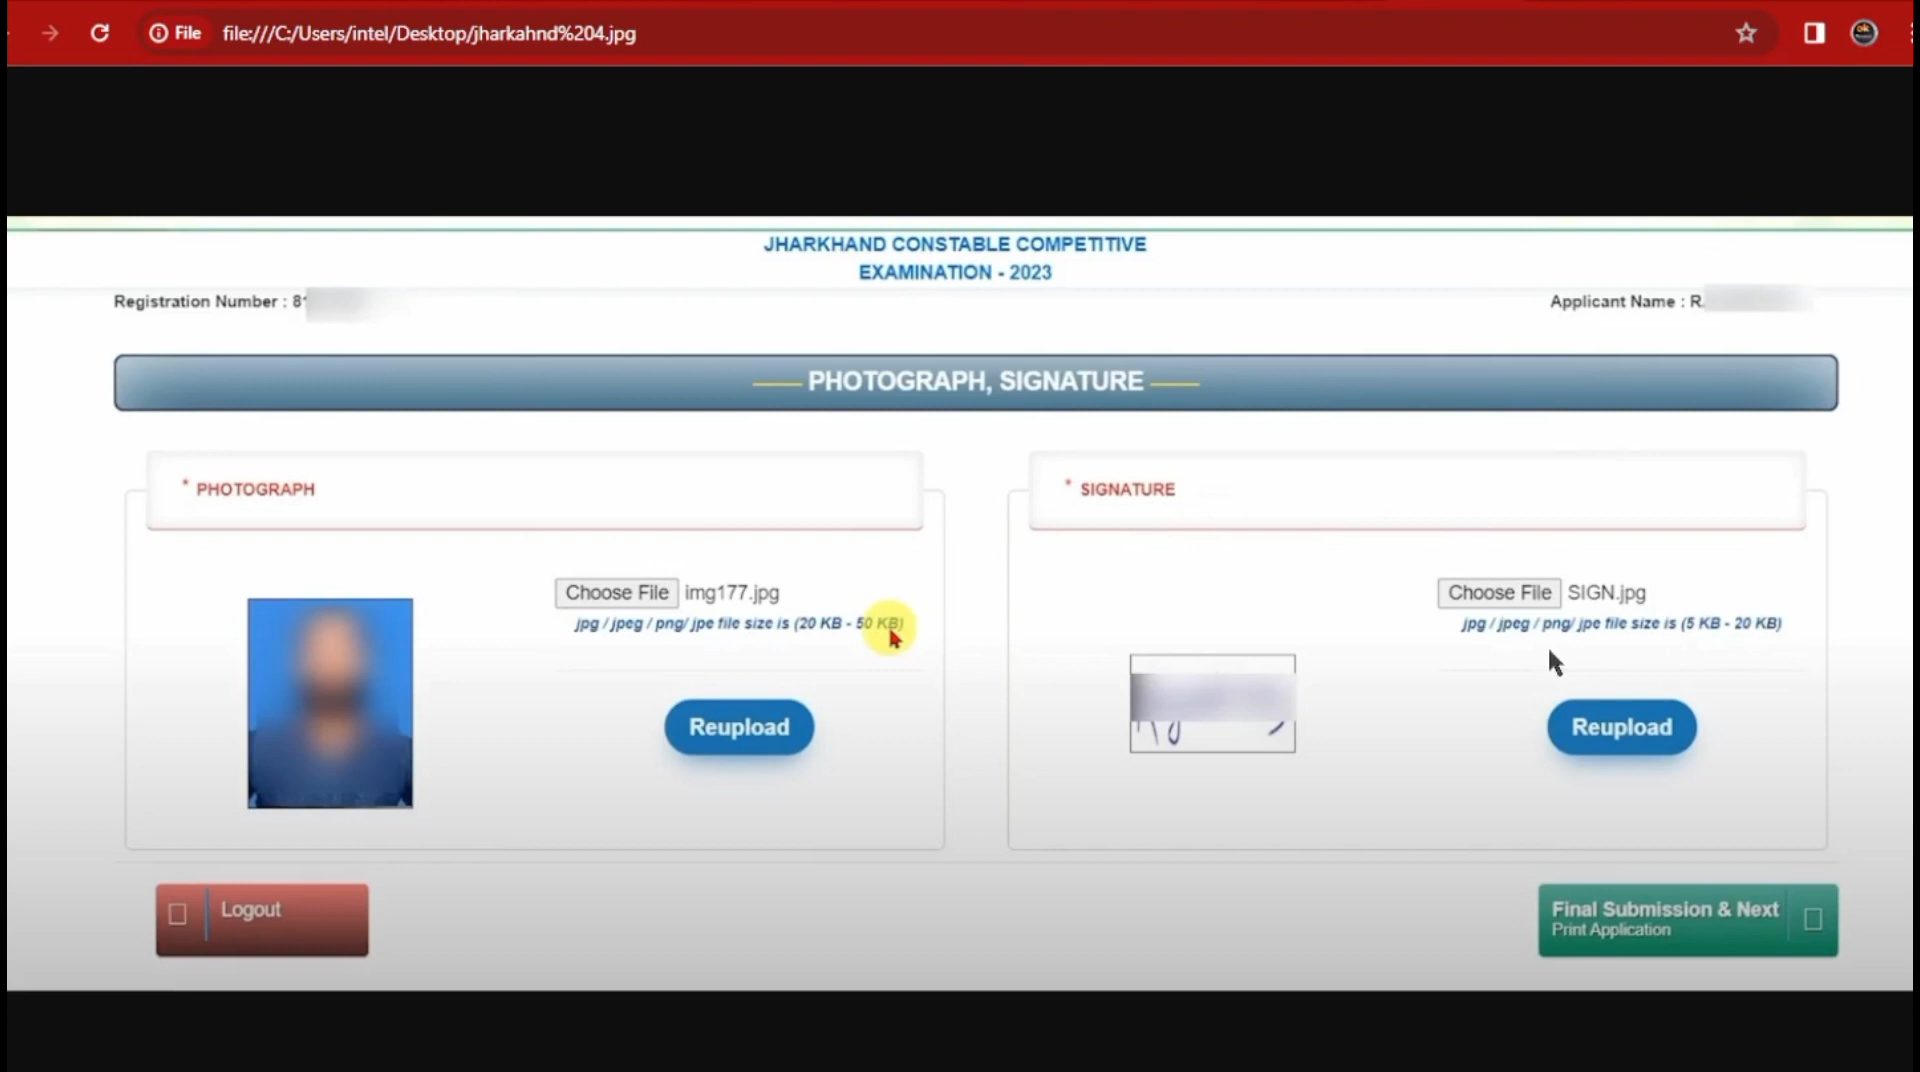 File file:///C:/Users/intel/Desktop/jharkahnd%204.jpg
JHARKHAND CONSTABLE COMPETITIVE
EXAMINATION - 2023
Registration Number : 81
Applicant Name : R.
PHOTOGRAPH, SIGNATURE
* PHOTOGRAPH
* SIGNATURE
Choose File img177.jpg
jpg / jpeg / png/ jpe file size is (20 KB - 50 KB)
Reupload
Choose File SIGN.jpg
jpg / jpeg / png/ jpe file size is (5 KB - 20 KB)
Reupload
Logout
Final Submission & Next
Print Application